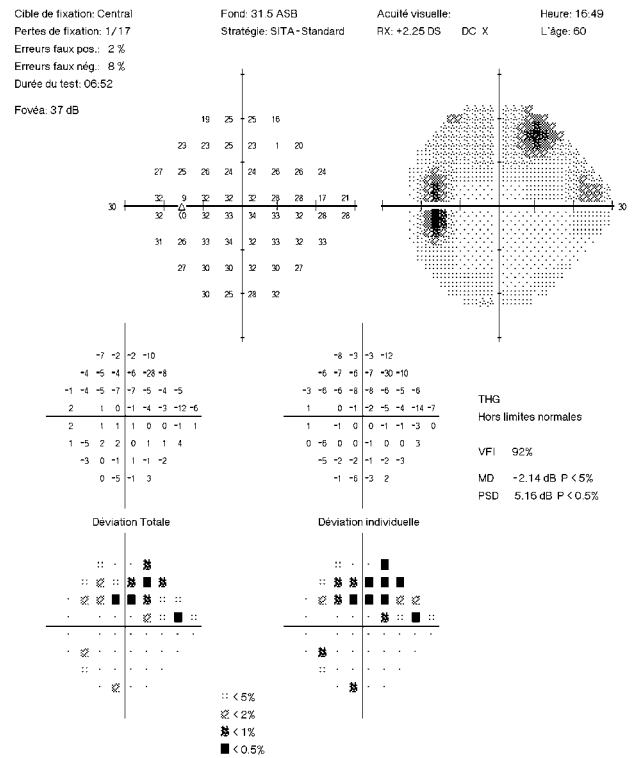 Cible de fixation: Central Fond: 31.5 ASB Acuité visuelle: Heure: 16:49
Pertes de fixation: 1/17 Stratégie: SITA-Standard RX: +2.25 DS DC X L'âge: 60
Erreurs faux pos.: 2 %
Erreurs faux nég.: 8 %
Durée du test: 06:52
Fovéa: 37 dB
19 25 25 16
23 23 25 23 1 20
27 25 26 24 24 26 26 24
32 9 32 32 32 28 28 17 21
30 30
32 (0 32 33 34 33 32 28 28
31 26 33 34 32 33 32 33
27 30 30 32 30 27
30 25 28 32
-7 -2 -2 -10 -8 -3 -3 -12
-4 -5 -4 -6 -28 -8 -6 -7 -6 -7 -30 -10
-1 -4 -5 -7 -7 -5 -4 -5 -3 -6 -6 -8 -8 -6 -5 -6
2 1 0 -1 -4 -3 -12 -6 1 0 -1 -2 -5 -4 -14 -7
2 1 1 0 1 0 -1 1 1 -1 0 0 -1 -1 -3 0
1 -5 2 2 0 1 1 4 0 -6 0 0 -1 0 0 3
-3 0 -1 1 -1 -2 -5 -2 -2 -1 -2 -3
0 -5 -1 3 -1 -6 -3 2
THG
Hors limites normales
VFI 92%
MD -2.14 dB P < 5%
PSD 5.16 dB P < 0.5%
Déviation Totale Déviation individuelle
< 5%
< 2%
< 1%
< 0.5%